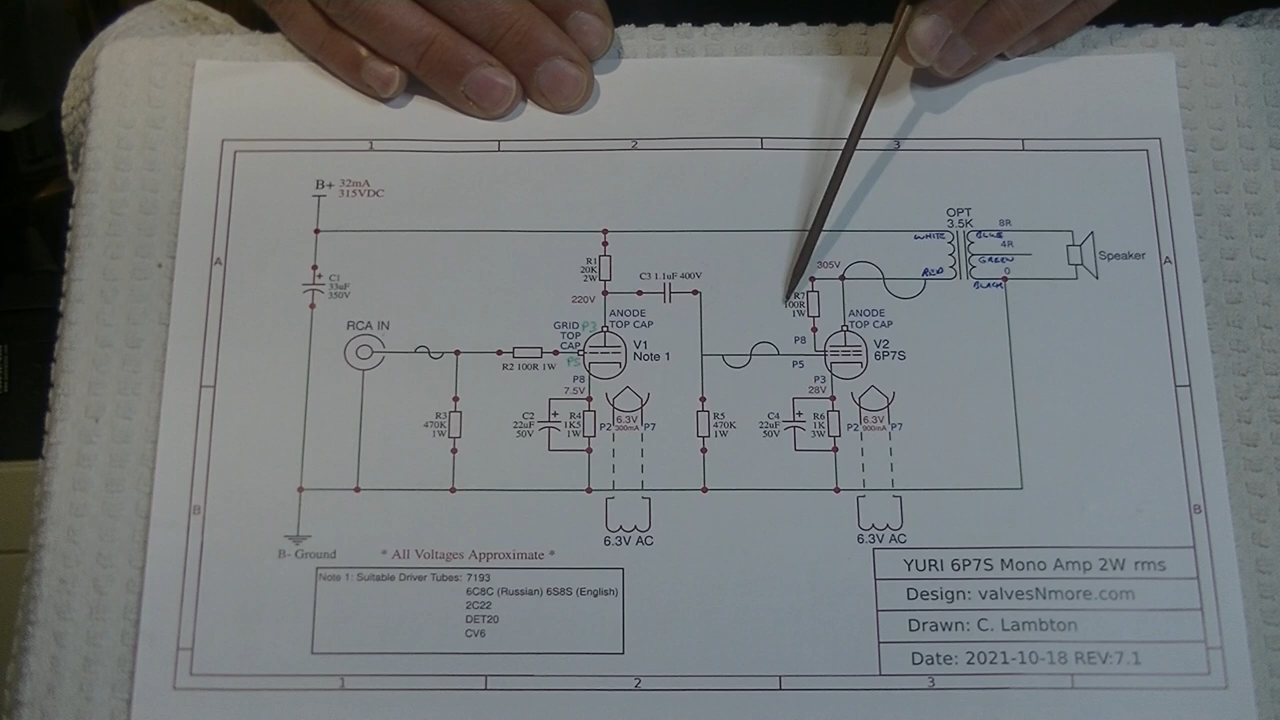 1
2
3
A
A
B
B
B+ 32mA
315VDC
C1
33uF
350V
RCA IN
R3
470K
1W
R2 100R 1W
R1
20K
2W
220V
C3 1.1uF 400V
ANODE
TOP CAP
GRID
TOP
CAP
P3
P5
V1
Note 1
P8
7.5V
C2
22uF
50V
R4
1K5
1W
6.3V
300mA
P2
P7
6.3V AC
R5
470K
1W
305V
R7
100R
1W
P8
P5
ANODE
TOP CAP
V2
6P7S
P3
28V
C4
22uF
50V
R6
1K
3W
6.3V
900mA
P2
P7
6.3V AC
OPT
3.5K
WHITE
RED
BLUE
GREEN
BLACK
8R
4R
0
Speaker
B- Ground
* All Voltages Approximate *
Note 1: Suitable Driver Tubes: 7193
6C8C (Russian) 6S8S (English)
2C22
DET20
CV6
YURI 6P7S Mono Amp 2W rms
Design: valvesNmore.com
Drawn: C. Lambton
Date: 2021-10-18 REV:7.1
1
2
3